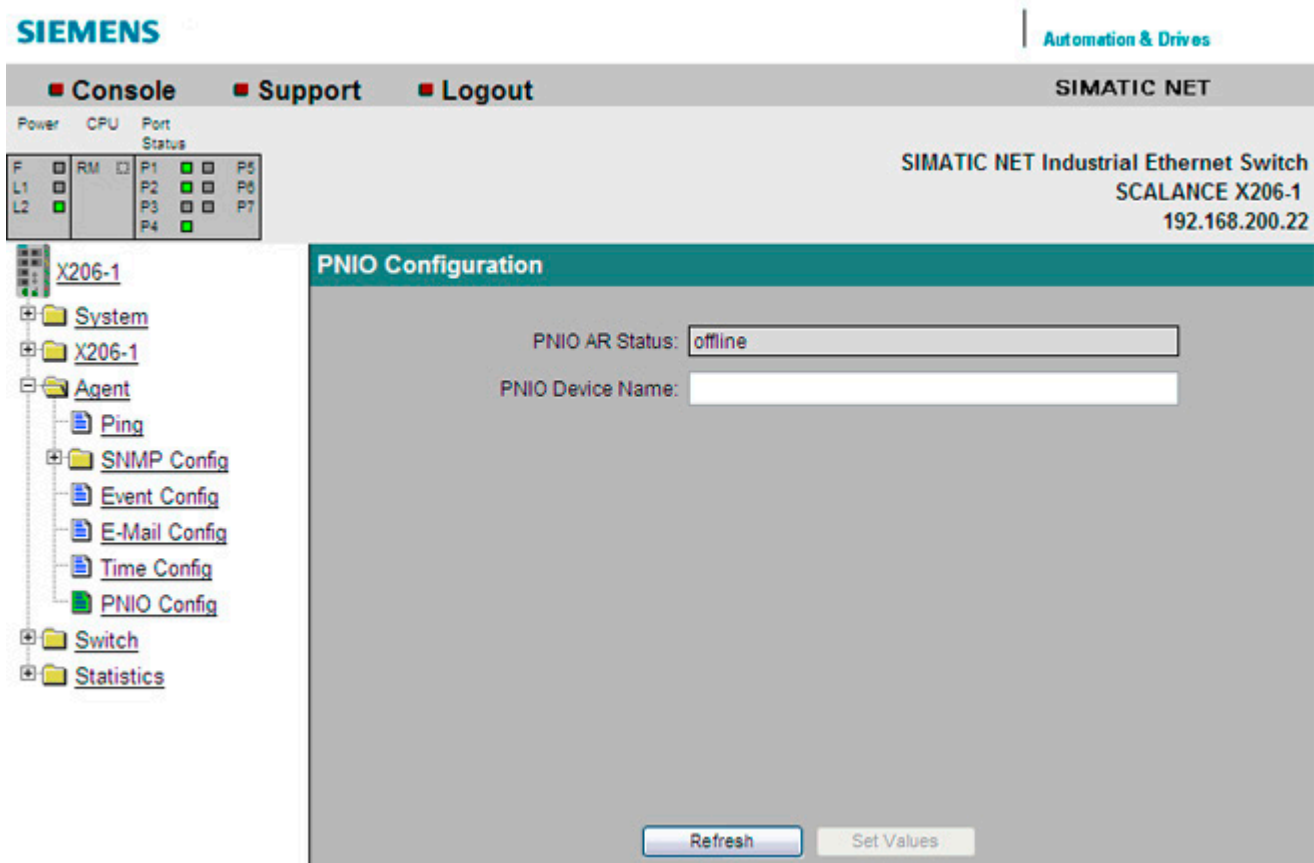 SIEMENS
Automation & Drives
Console Support Logout
SIMATIC NET
Power CPU Port Status
F RM P1 P5
L1 P2 P6
L2 P3 P7
P4
SIMATIC NET Industrial Ethernet Switch
SCALANCE X206-1
192.168.200.22
X206-1
System
X206-1
Agent
Ping
SNMP Config
Event Config
E-Mail Config
Time Config
PNIO Config
Switch
Statistics
PNIO Configuration
PNIO AR Status: offline
PNIO Device Name:
Refresh Set Values